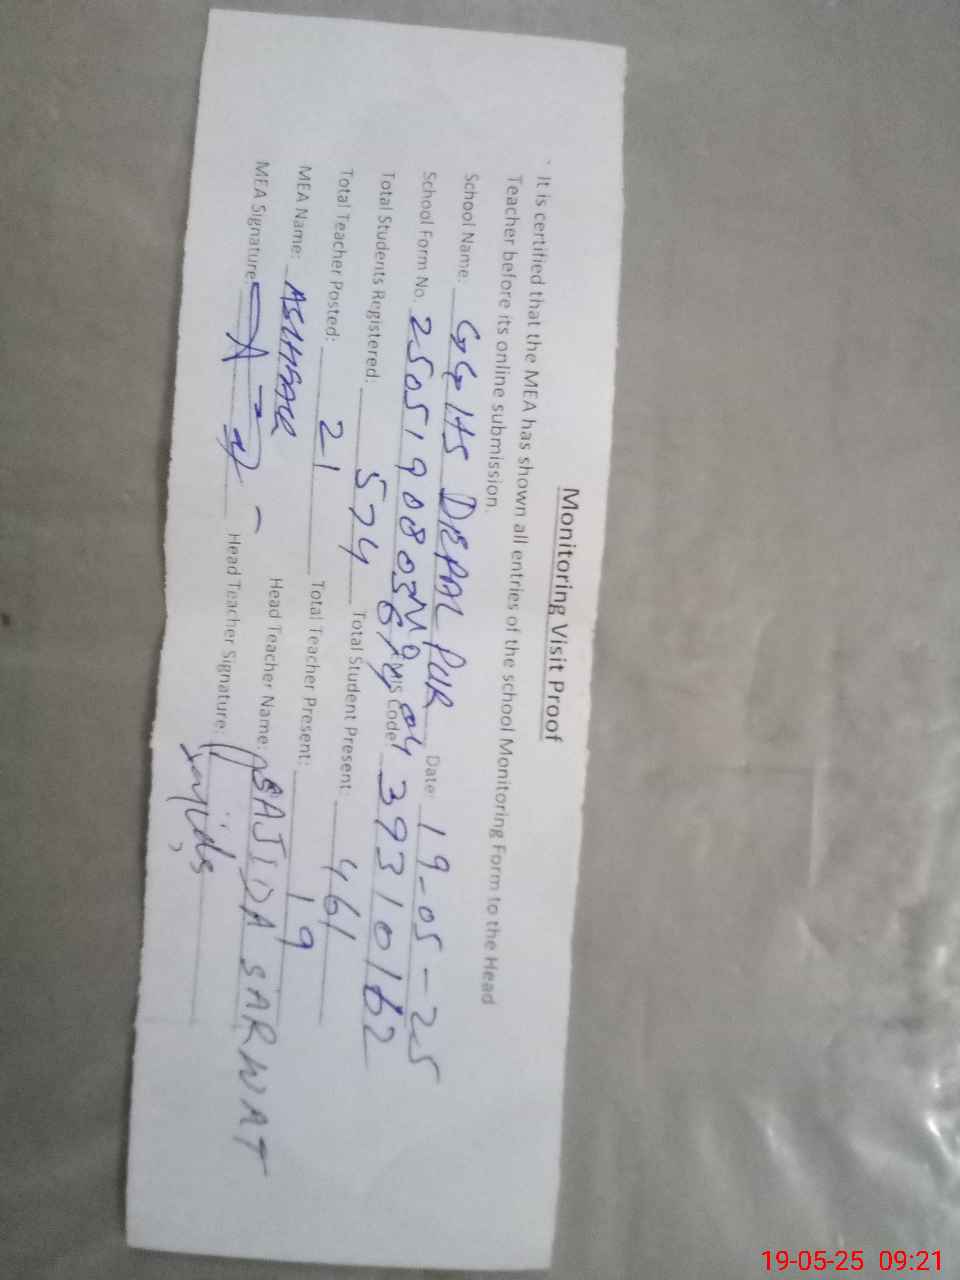 Monitoring Visit Proof
It is certified that the MEA has shown all entries of the school Monitoring Form to the Head
Teacher before its online submission.
School Name: GGHS DEPAL PUR Date: 19-05-25
School Form No. 2505190803 EMIS Code: 39310162
Total Students Registered: 574 Total Student Present: 461
Total Teacher Posted: 21 Total Teacher Present: 19
MEA Name: Head Teacher Name: SAJIDA SARWAT
MEA Signature: Head Teacher Signature: Sajida
19-05-25 09:21